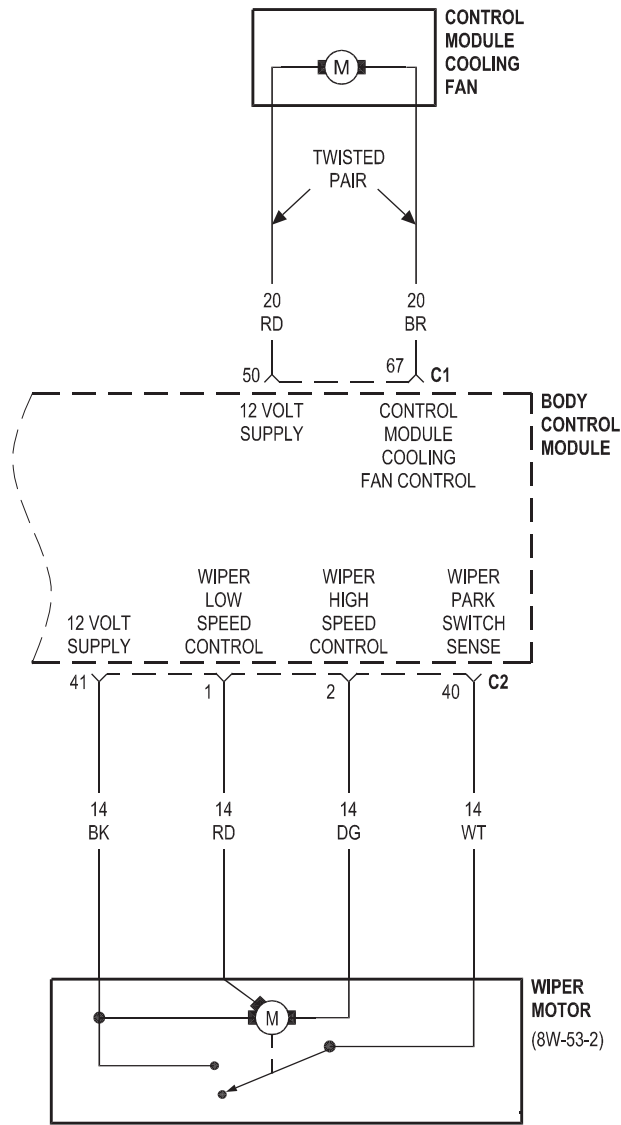 CONTROL
MODULE
COOLING
FAN
M
TWISTED
PAIR
20
RD
20
BR
50
67
C1
12 VOLT
SUPPLY
CONTROL
MODULE
COOLING
FAN CONTROL
BODY
CONTROL
MODULE
12 VOLT
SUPPLY
WIPER
LOW
SPEED
CONTROL
WIPER
HIGH
SPEED
CONTROL
WIPER
PARK
SWITCH
SENSE
41
1
2
40
C2
14
BK
14
RD
14
DG
14
WT
M
WIPER
MOTOR
(8W-53-2)